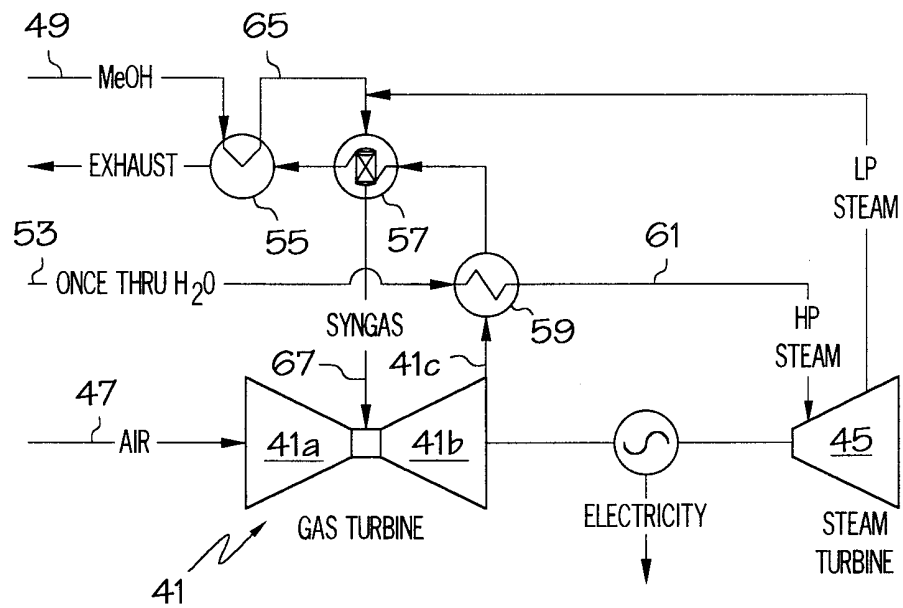 49
65
MeOH
EXHAUST
55
57
LP
STEAM
53
ONCE THRU H2O
61
59
SYNGAS
HP
STEAM
67
41c
47
AIR
41a
41b
45
GAS TURBINE
ELECTRICITY
STEAM
TURBINE
41